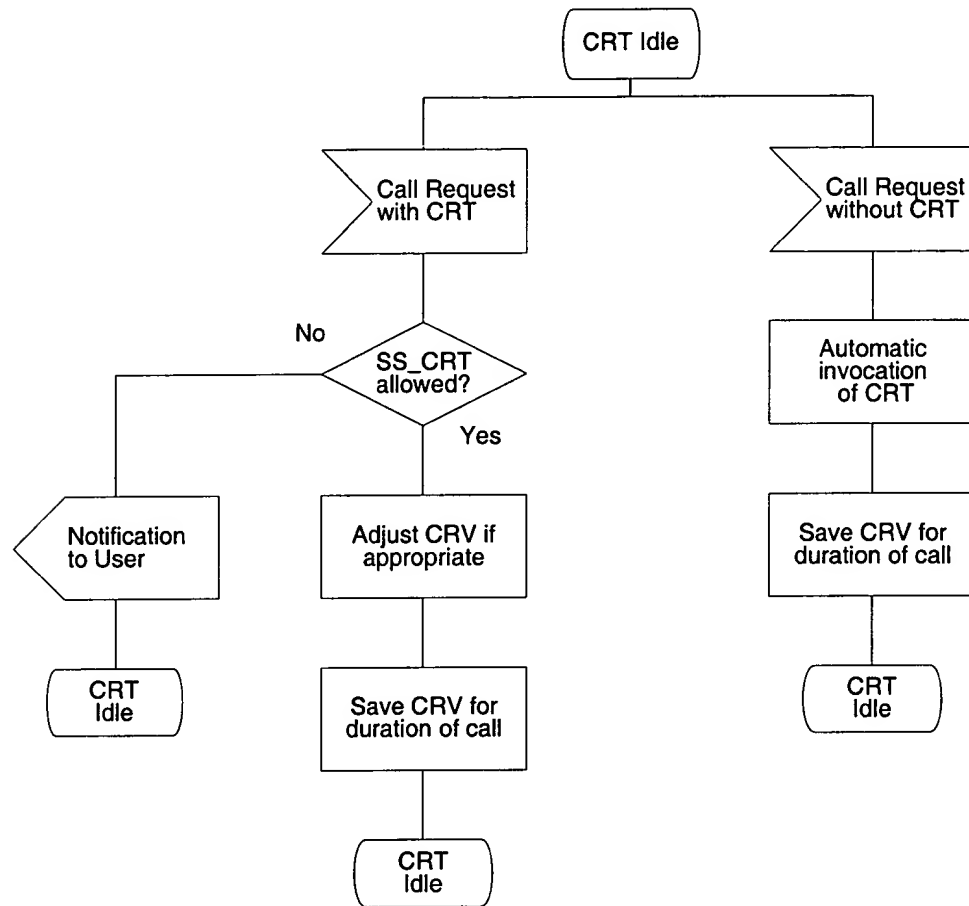 CRT Idle
Call Request
with CRT
Call Request
without CRT
No
SS_CRT
allowed?
Yes
Automatic
invocation
of CRT
Notification
to User
Adjust CRV if
appropriate
Save CRV for
duration of call
CRT
Idle
Save CRV for
duration of call
CRT
Idle
CRT
Idle